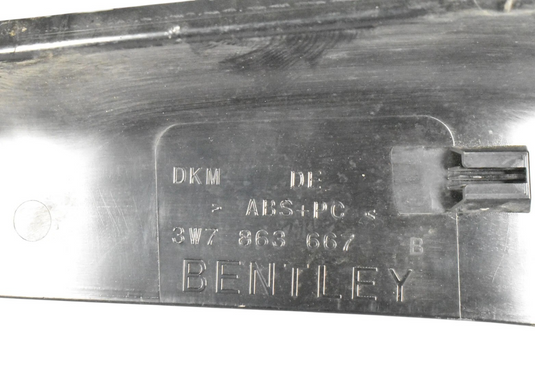 DKM DE
> ABS+PC <
3W7 863 667 B
BENTLEY